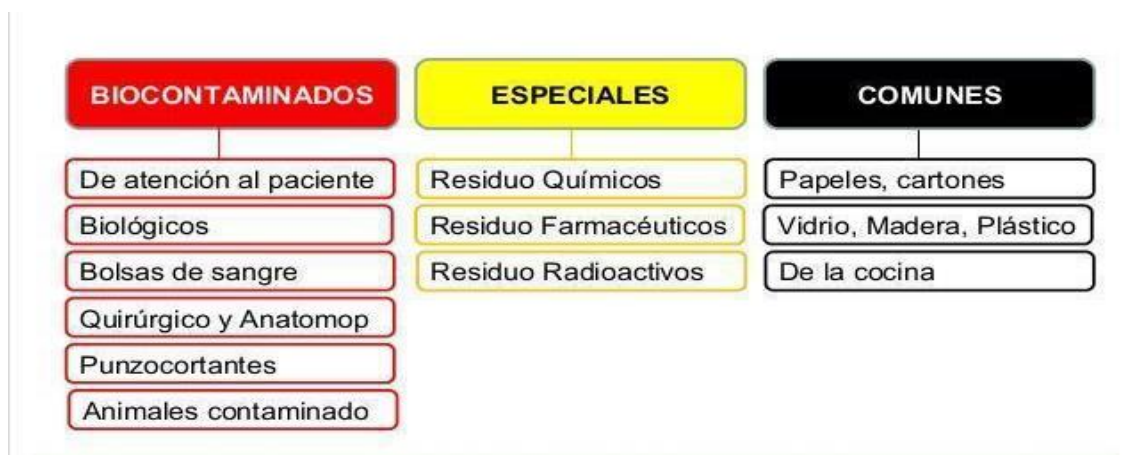 BIOCONTAMINADOS
De atención al paciente
Biológicos
Bolsas de sangre
Quirúrgico y Anatomop
Punzocortantes
Animales contaminado
ESPECIALES
Residuo Químicos
Residuo Farmacéuticos
Residuo Radioactivos
COMUNES
Papeles, cartones
Vidrio, Madera, Plástico
De la cocina